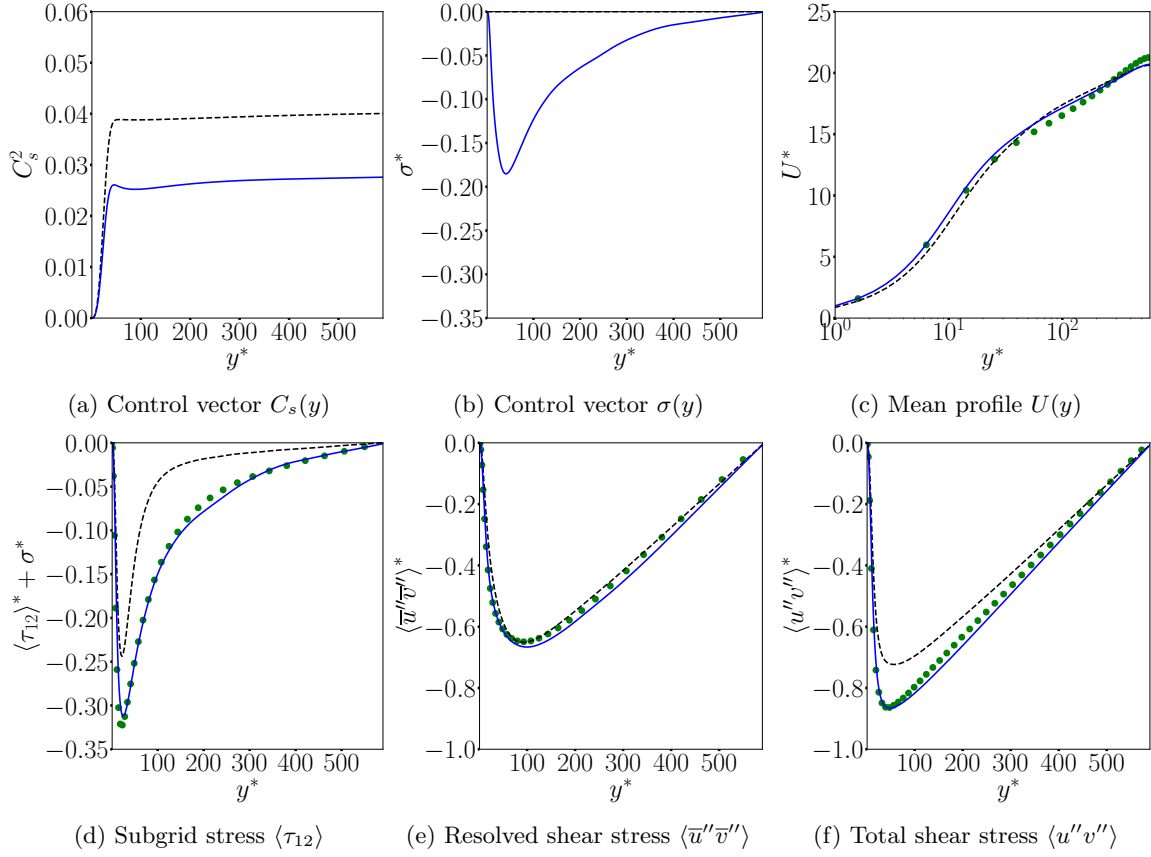 0.06
0.05
0.04
0.03
0.02
0.01
0.00
C_s^2
100 200 300 400 500
y*
(a) Control vector C_s(y)
0.00
−0.05
−0.10
−0.15
−0.20
−0.25
−0.30
−0.35
σ*
100 200 300 400 500
y*
(b) Control vector σ(y)
25
20
15
10
5
0
U*
10^0 10^1 10^2
y*
(c) Mean profile U(y)
0.00
−0.05
−0.10
−0.15
−0.20
−0.25
−0.30
−0.35
⟨τ_12⟩* + σ*
100 200 300 400 500
y*
(d) Subgrid stress ⟨τ_12⟩
0.0
−0.2
−0.4
−0.6
−0.8
−1.0
⟨u̅″v̅″⟩*
100 200 300 400 500
y*
(e) Resolved shear stress ⟨u̅″v̅″⟩
0.0
−0.2
−0.4
−0.6
−0.8
−1.0
⟨u″v″⟩*
100 200 300 400 500
y*
(f) Total shear stress ⟨u″v″⟩